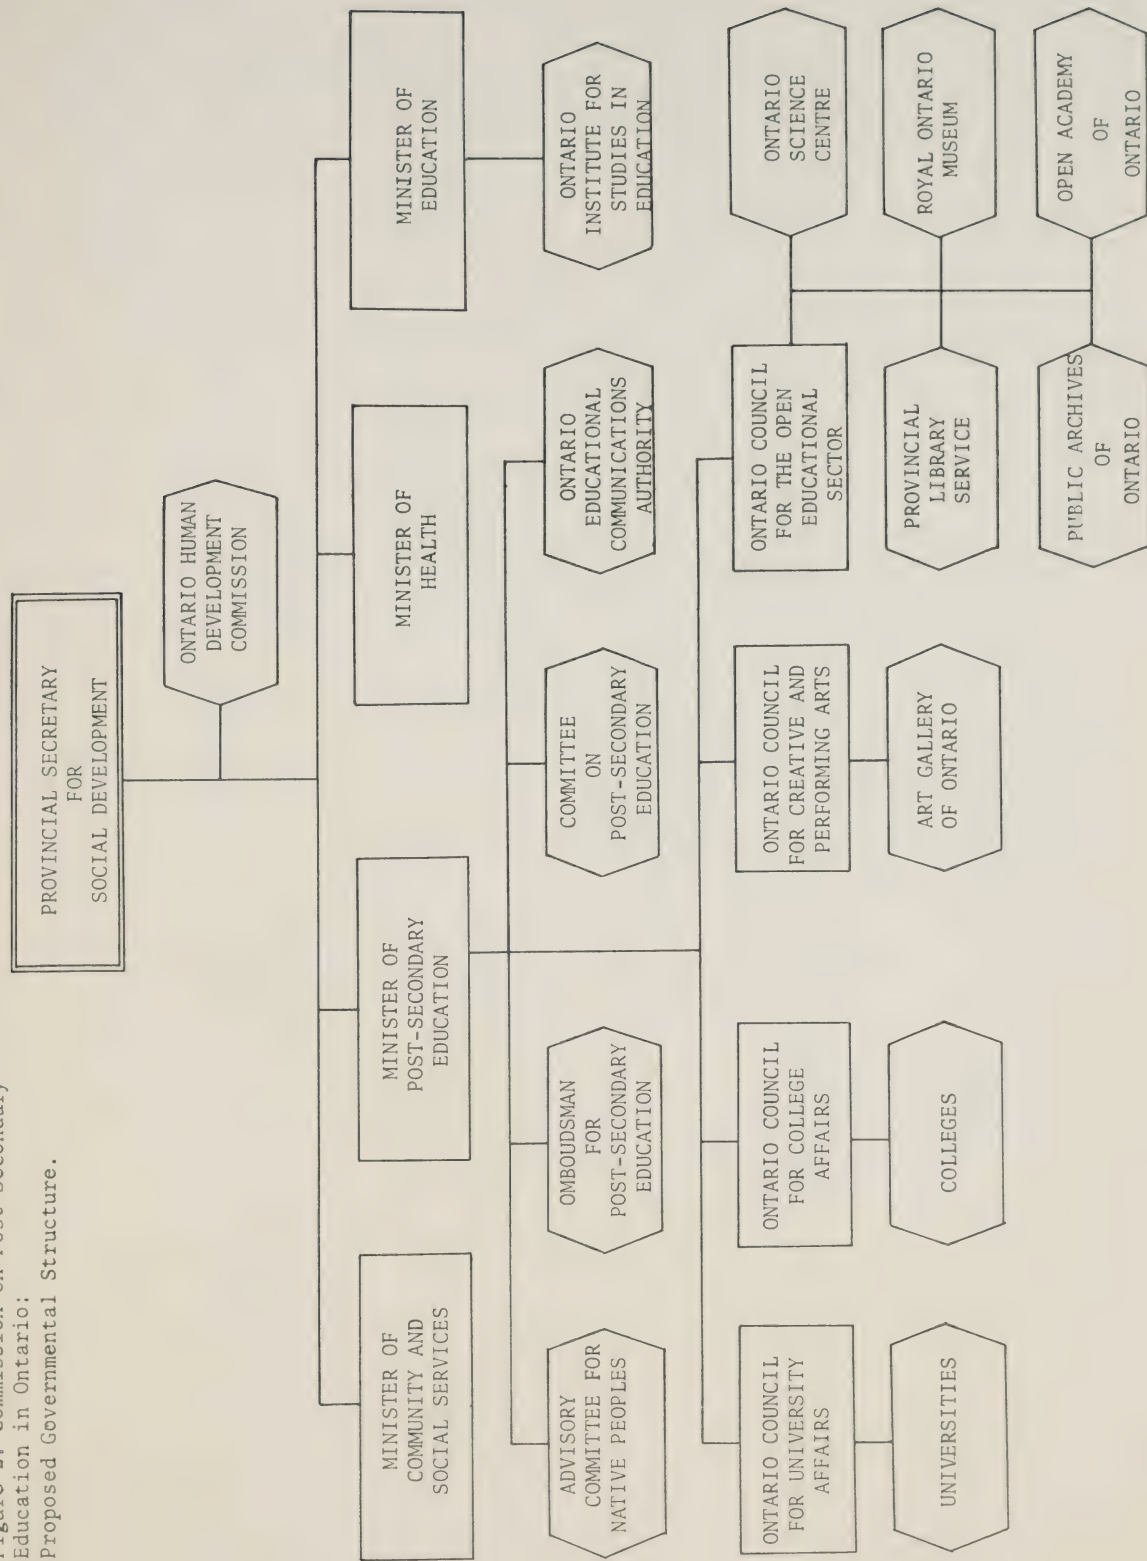 Education in Ontario:
Proposed Governmental Structure.
PROVINCIAL SECRETARY
FOR
SOCIAL DEVELOPMENT
ONTARIO HUMAN
DEVELOPMENT
COMMISSION
MINISTER OF
COMMUNITY AND
SOCIAL SERVICES
MINISTER OF
POST-SECONDARY
EDUCATION
MINISTER OF
HEALTH
MINISTER OF
EDUCATION
ADVISORY
COMMITTEE FOR
NATIVE PEOPLES
OMBOUDSMAN
FOR
POST-SECONDARY
EDUCATION
COMMITTEE
ON
POST-SECONDARY
EDUCATION
ONTARIO
EDUCATIONAL
COMMUNICATIONS
AUTHORITY
ONTARIO
INSTITUTE FOR
STUDIES IN
EDUCATION
ONTARIO COUNCIL
FOR UNIVERSITY
AFFAIRS
ONTARIO COUNCIL
FOR COLLEGE
AFFAIRS
ONTARIO COUNCIL
FOR CREATIVE AND
PERFORMING ARTS
ONTARIO COUNCIL
FOR THE OPEN
EDUCATIONAL
SECTOR
ONTARIO
SCIENCE
CENTRE
UNIVERSITIES
COLLEGES
ART GALLERY
OF ONTARIO
PROVINCIAL
LIBRARY
SERVICE
ROYAL ONTARIO
MUSEUM
PUBLIC ARCHIVES
OF
ONTARIO
OPEN ACADEMY
OF
ONTARIO